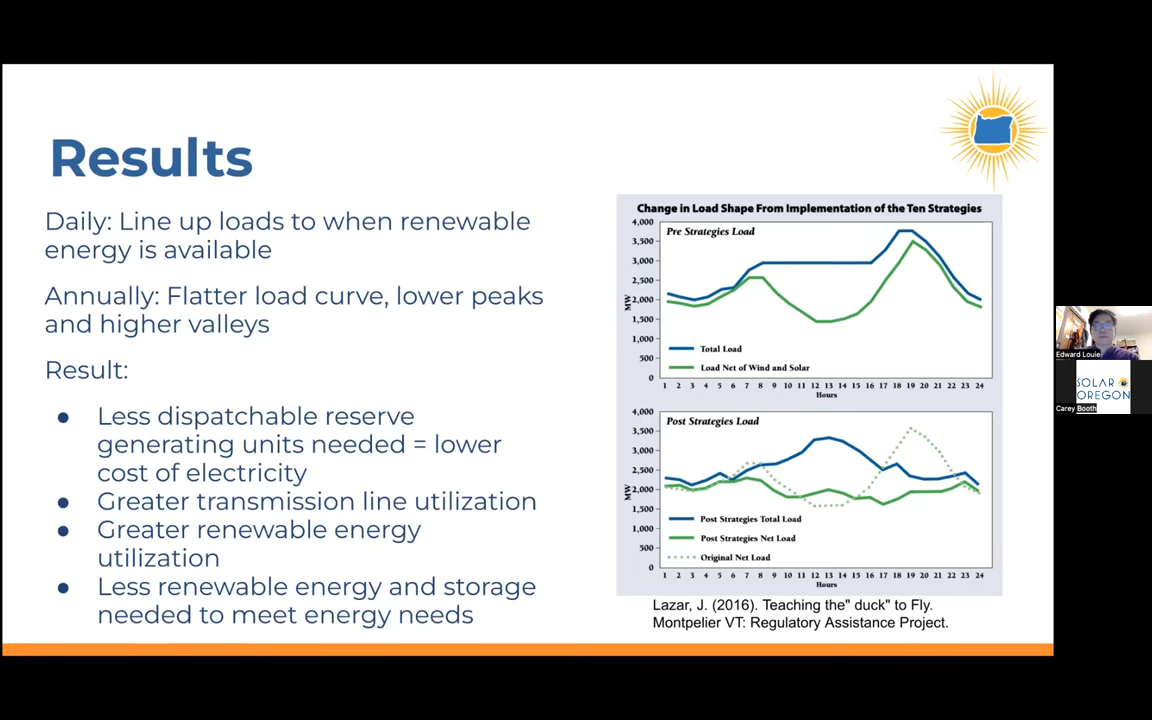 Results
Daily: Line up loads to when renewable
energy is available
Annually: Flatter load curve, lower peaks
and higher valleys
Result:
● Less dispatchable reserve
generating units needed = lower
cost of electricity
● Greater transmission line utilization
● Greater renewable energy
utilization
● Less renewable energy and storage
needed to meet energy needs
Change in Load Shape From Implementation of the Ten Strategies
Pre Strategies Load
4,000
3,500
3,000
2,500
2,000
1,500
1,000
500
0
MW
Total Load
Load Net of Wind and Solar
1 2 3 4 5 6 7 8 9 10 11 12 13 14 15 16 17 18 19 20 21 22 23 24
Hours
Post Strategies Load
4,000
3,500
3,000
2,500
2,000
1,500
1,000
500
0
MW
Post Strategies Total Load
Post Strategies Net Load
Original Net Load
1 2 3 4 5 6 7 8 9 10 11 12 13 14 15 16 17 18 19 20 21 22 23 24
Hours
Lazar, J. (2016). Teaching the" duck" to Fly.
Montpelier VT: Regulatory Assistance Project.
Edward Louie
SOLAR
OREGON
Carey Booth